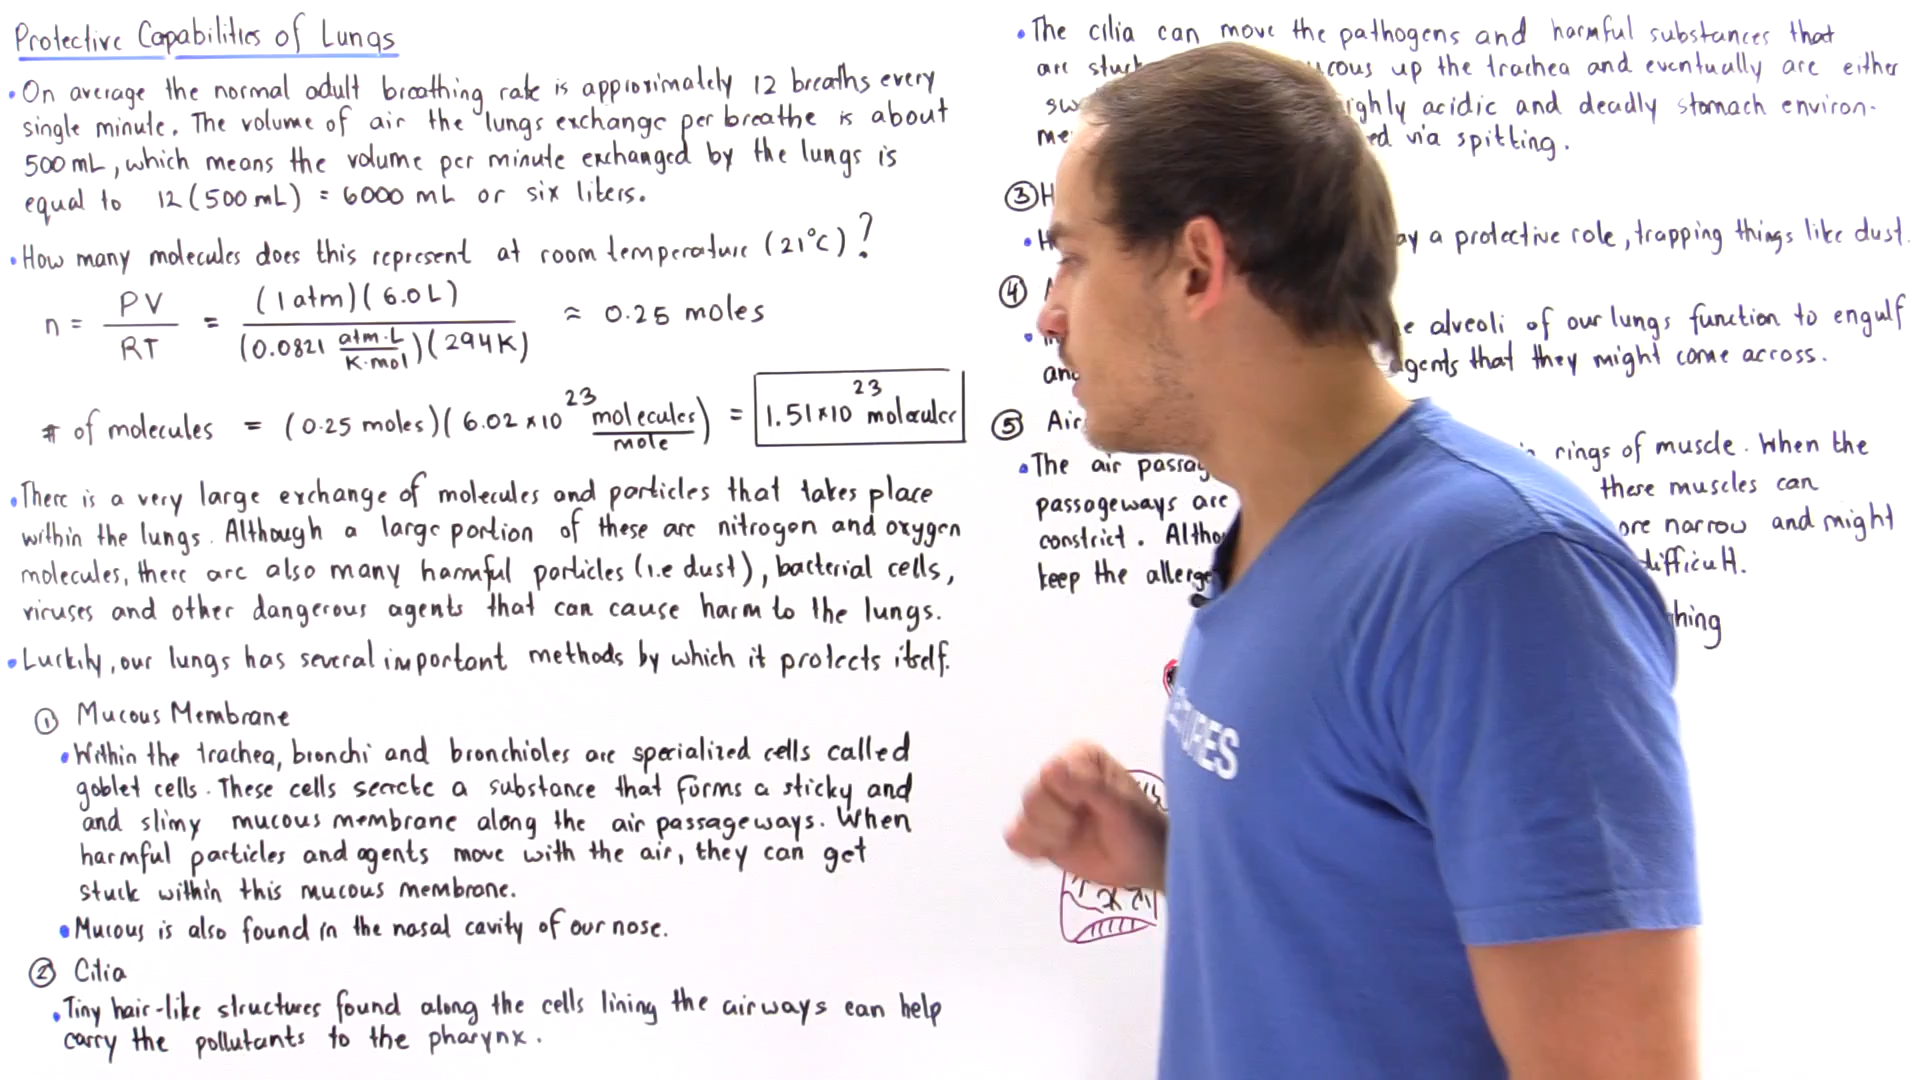 Protective Capabilities of Lungs
• On average the normal adult breathing rate is approximately 12 breaths every
single minute. The volume of air the lungs exchange per breathe is about
500 mL, which means the volume per minute exchanged by the lungs is
equal to 12 (500 mL) = 6000 mL or six liters.
• How many molecules does this represent at room temperature (21°C)?
n = PV / RT = (1 atm)(6.0 L) / (0.0821 atm·L / K·mol)(294 K) ≈ 0.25 moles
# of molecules = (0.25 moles)(6.02 × 10^23 molecules / mole) = 1.51 × 10^23 molecules
• There is a very large exchange of molecules and particles that takes place
within the lungs. Although a large portion of these are nitrogen and oxygen
molecules, there are also many harmful particles (i.e dust), bacterial cells,
viruses and other dangerous agents that can cause harm to the lungs.
• Luckily, our lungs has several important methods by which it protects itself.
① Mucous Membrane
• Within the trachea, bronchi and bronchioles are specialized cells called
goblet cells. These cells secrete a substance that forms a sticky and
and slimy mucous membrane along the air passageways. When
harmful particles and agents move with the air, they can get
stuck within this mucous membrane.
• Mucous is also found in the nasal cavity of our nose.
② Cilia
• Tiny hair-like structures found along the cells lining the airways can help
carry the pollutants to the pharynx.
• The cilia can move the pathogens and harmful substances that
are up the trachea and eventually are either
acidic and deadly stomach environ-
via spitting.
③
• a protective role, trapping things like dust.
④
• alveoli of our lungs function to engulf
that they might come across.
⑤ Air
• The air rings of muscle. When the
passageways are these muscles can
constrict. narrow and might
keep the difficult.